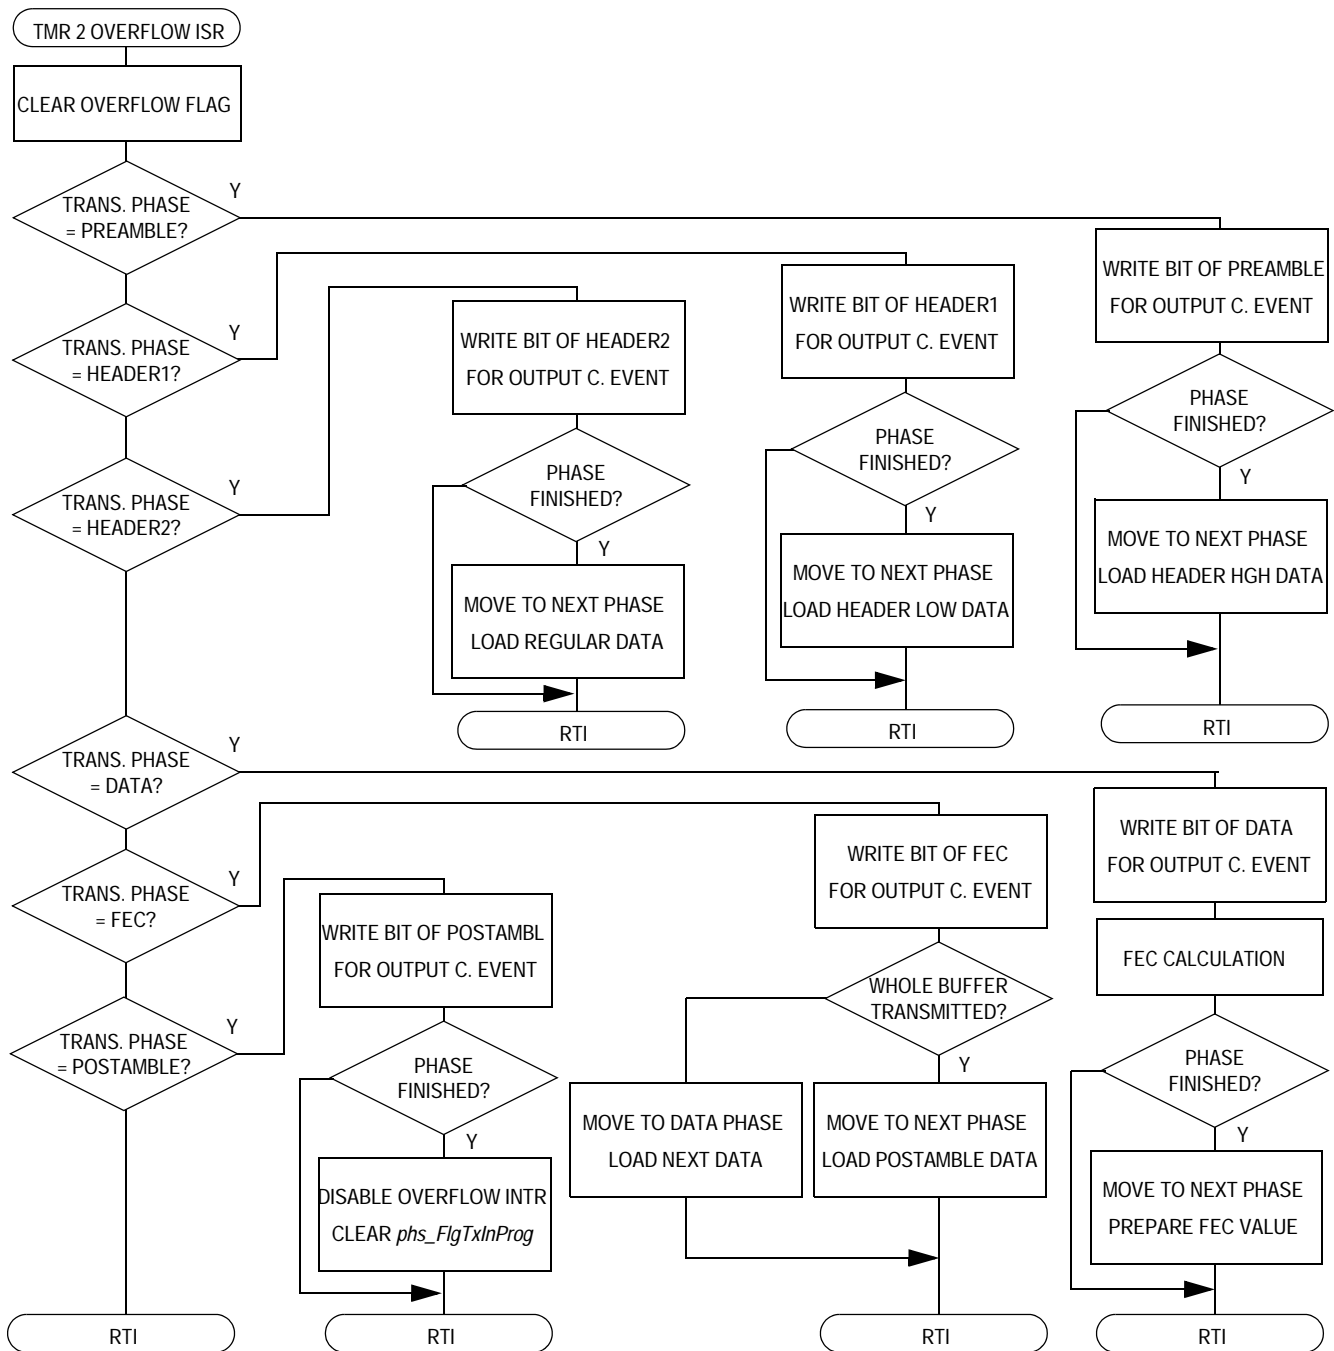 TMR 2 OVERFLOW ISR
CLEAR OVERFLOW FLAG
TRANS. PHASE
= PREAMBLE?
Y
WRITE BIT OF PREAMBLE
FOR OUTPUT C. EVENT
PHASE
FINISHED?
Y
MOVE TO NEXT PHASE
LOAD HEADER HGH DATA
RTI
TRANS. PHASE
= HEADER1?
Y
WRITE BIT OF HEADER1
FOR OUTPUT C. EVENT
PHASE
FINISHED?
Y
MOVE TO NEXT PHASE
LOAD HEADER LOW DATA
RTI
TRANS. PHASE
= HEADER2?
Y
WRITE BIT OF HEADER2
FOR OUTPUT C. EVENT
PHASE
FINISHED?
Y
MOVE TO NEXT PHASE
LOAD REGULAR DATA
RTI
TRANS. PHASE
= DATA?
Y
WRITE BIT OF DATA
FOR OUTPUT C. EVENT
FEC CALCULATION
PHASE
FINISHED?
Y
MOVE TO NEXT PHASE
PREPARE FEC VALUE
RTI
TRANS. PHASE
= FEC?
Y
WRITE BIT OF FEC
FOR OUTPUT C. EVENT
WHOLE BUFFER
TRANSMITTED?
Y
MOVE TO DATA PHASE
LOAD NEXT DATA
MOVE TO NEXT PHASE
LOAD POSTAMBLE DATA
RTI
TRANS. PHASE
= POSTAMBLE?
Y
WRITE BIT OF POSTAMBL
FOR OUTPUT C. EVENT
PHASE
FINISHED?
Y
DISABLE OVERFLOW INTR
CLEAR phs_FlgTxInProg
RTI
RTI